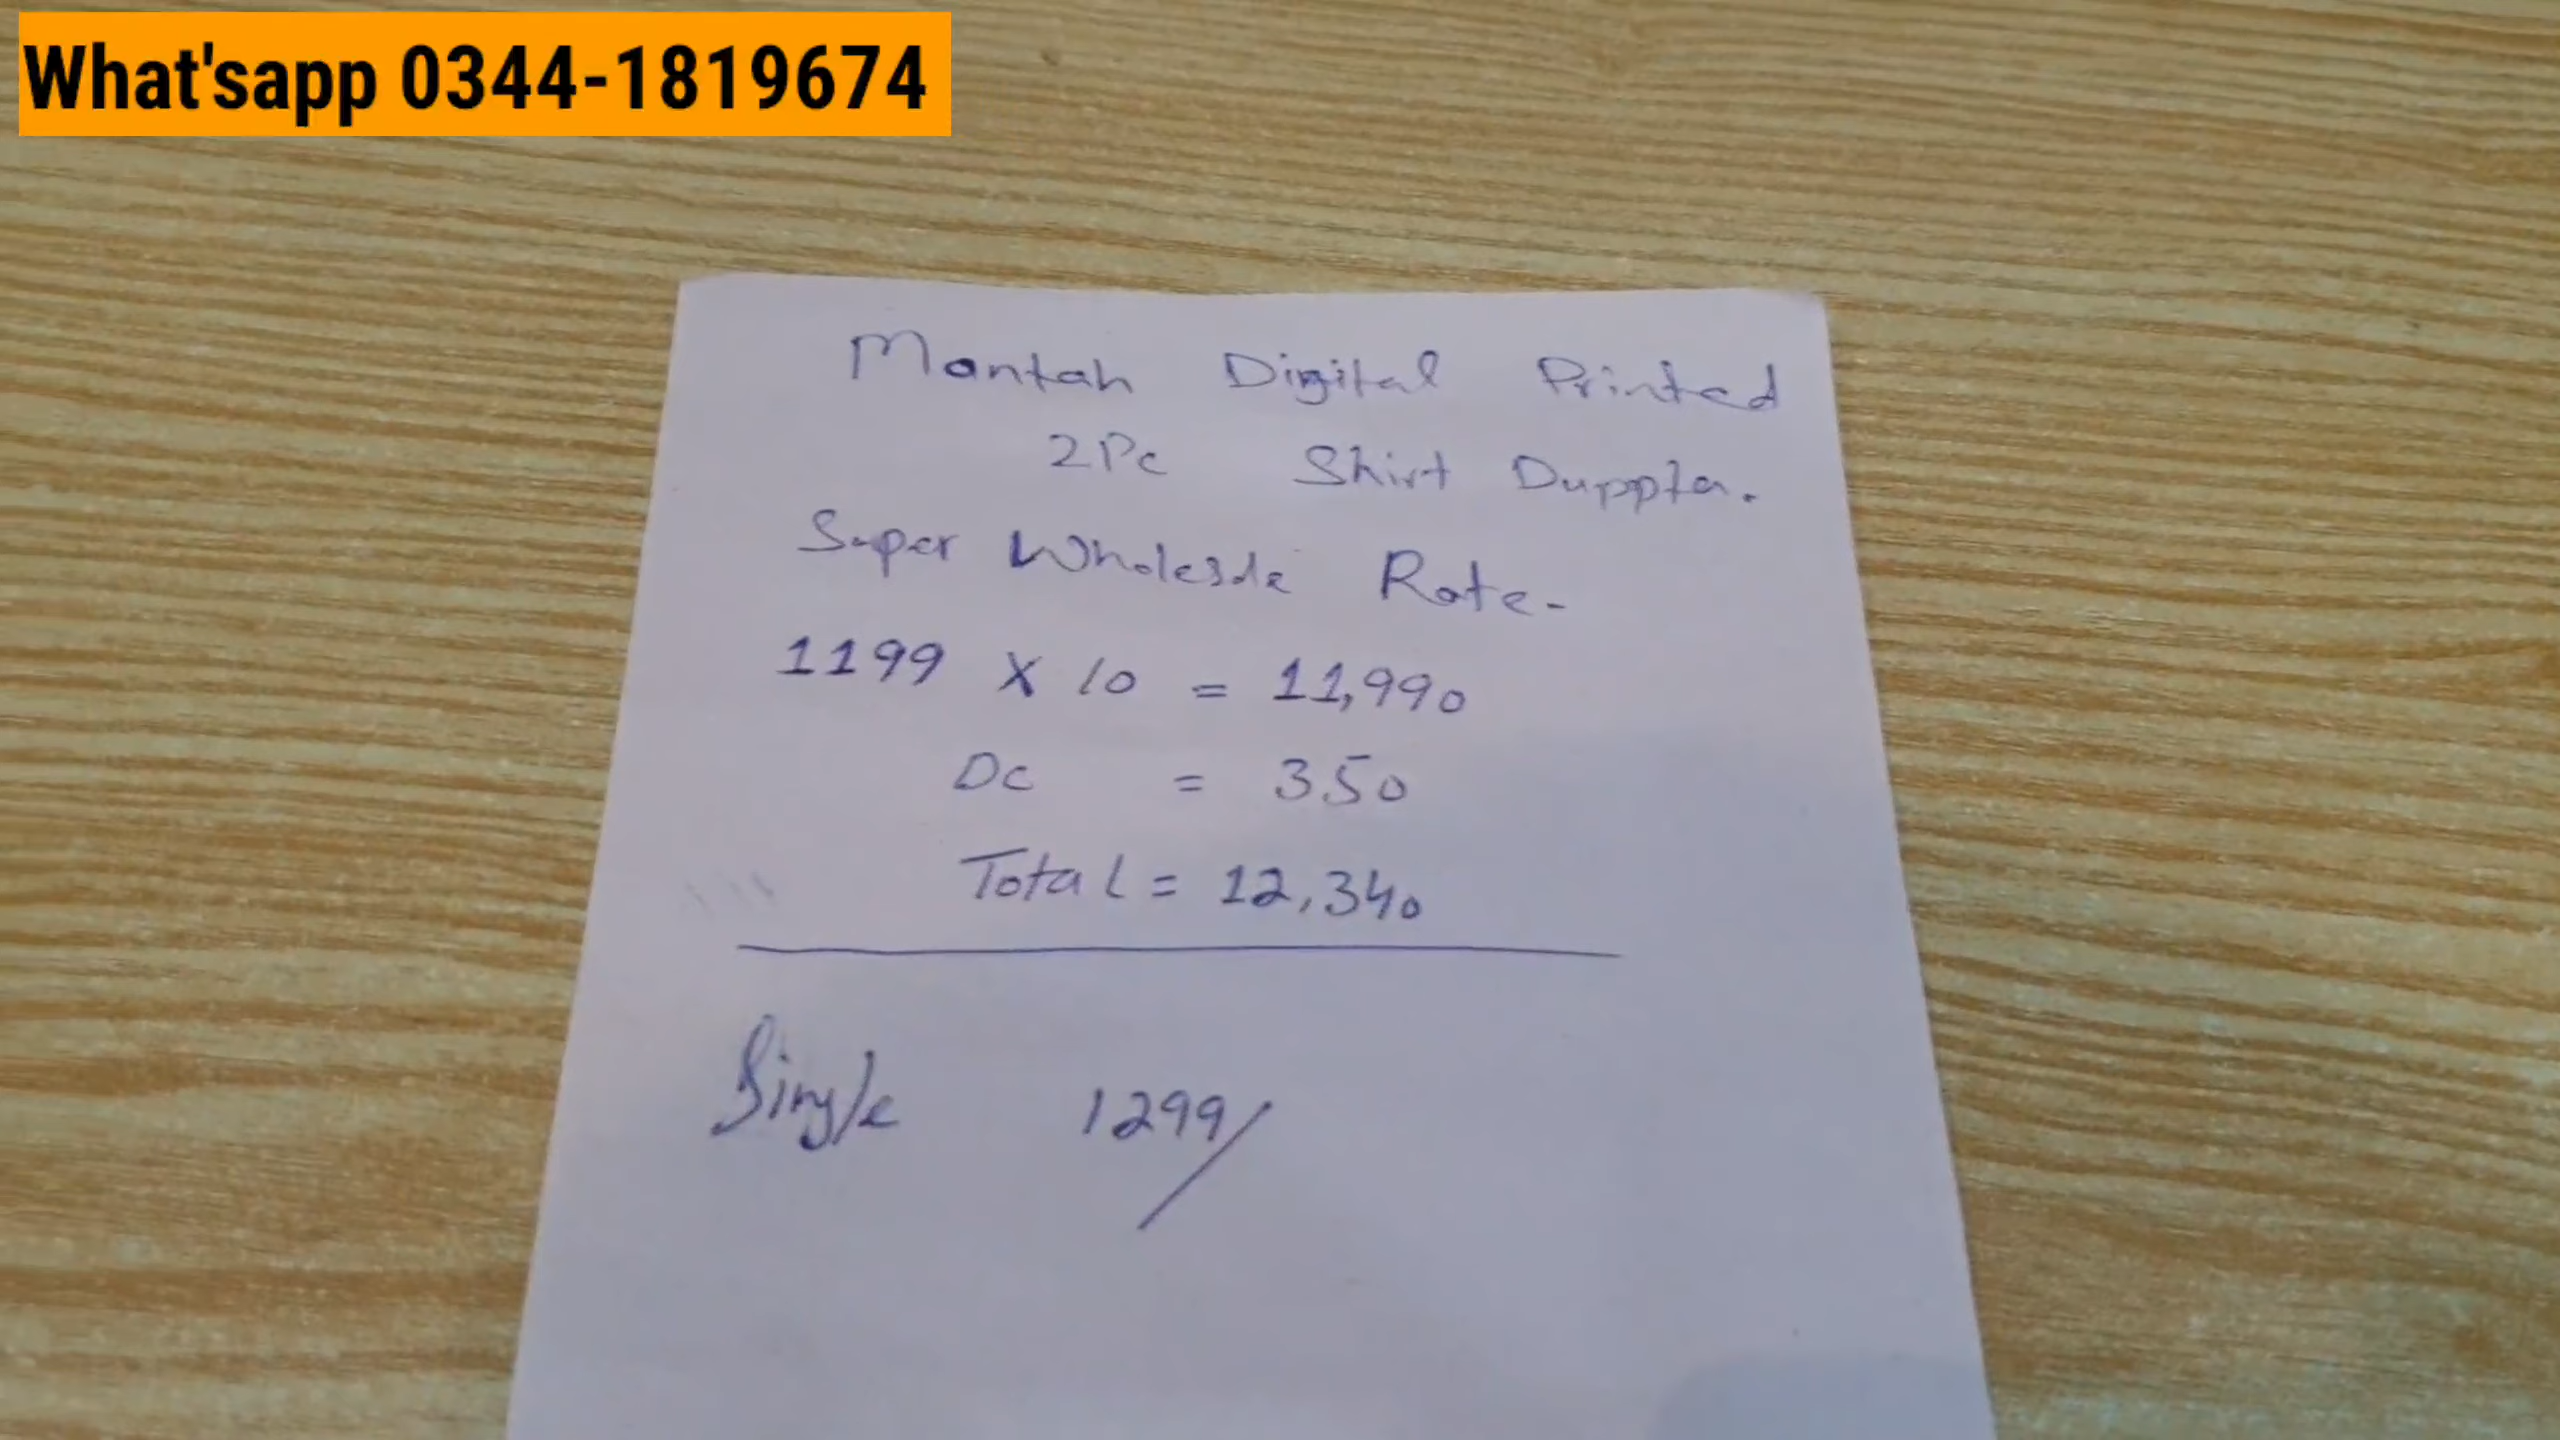 What'sapp 0344-1819674
Montah Digital Printed
2Pc Shirt Duppta.
Super Wholesale Rate-
1199 X 10 = 11,990
Dc = 350
Total = 12,340
Single 1299/